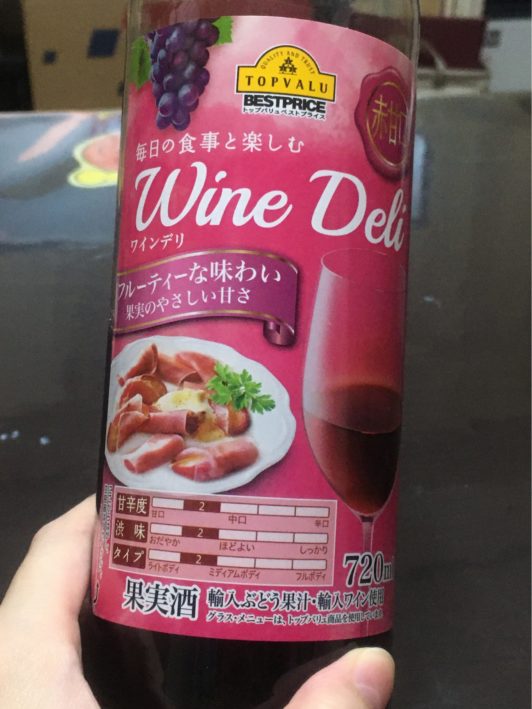 QUALITY AND TRUST
TOPVALU
BESTPRICE
トップバリュベストプライス
赤甘口
毎日の食事と楽しむ
Wine Deli
ワインデリ
フルーティーな味わい
果実のやさしい甘さ
甘辛度 2
甘口 中口 辛口
渋味 2
おだやか ほどよい しっかり
タイプ 2
ライトボディ ミディアムボディ フルボディ
720ml
果実酒 輸入ぶどう果汁・輸入ワイン使用
グラス・メニューは、トップバリュ商品を使用しています。